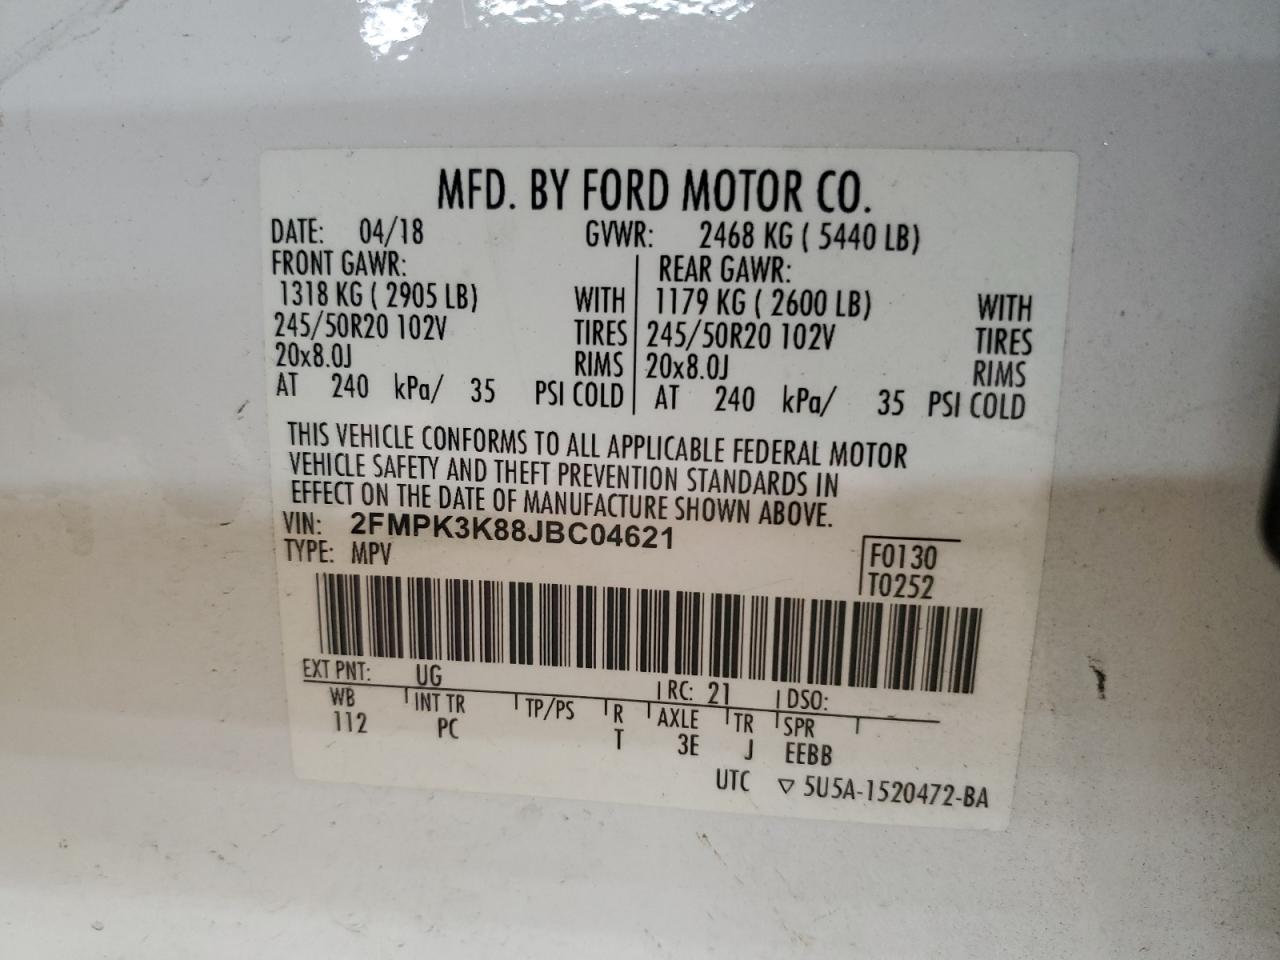 MFD. BY FORD MOTOR CO.
DATE: 04/18 GVWR: 2468 KG ( 5440 LB)
FRONT GAWR: REAR GAWR:
1318 KG ( 2905 LB) WITH 1179 KG ( 2600 LB) WITH
245/50R20 102V TIRES 245/50R20 102V TIRES
20x8.0J RIMS 20x8.0J RIMS
AT 240 kPa/ 35 PSI COLD AT 240 kPa/ 35 PSI COLD
THIS VEHICLE CONFORMS TO ALL APPLICABLE FEDERAL MOTOR
VEHICLE SAFETY AND THEFT PREVENTION STANDARDS IN
EFFECT ON THE DATE OF MANUFACTURE SHOWN ABOVE.
VIN: 2FMPK3K88JBC04621
TYPE: MPV F0130
T0252
EXT PNT: UG RC: 21 DSO:
WB INT TR TP/PS R AXLE TR SPR
112 PC T 3E J EEBB
UTC ▽ 5U5A-1520472-BA